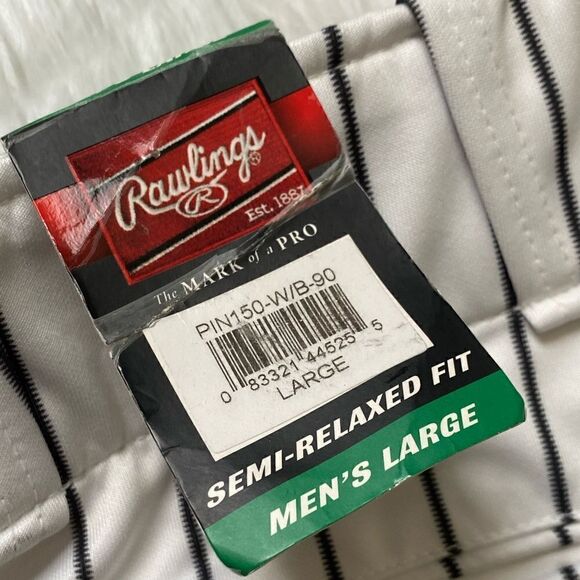 Rawlings®
R
Est. 1887
The MARK of a PRO
PIN150-W/B-90
0 83321 44525 5
LARGE
SEMI-RELAXED FIT
MEN'S LARGE